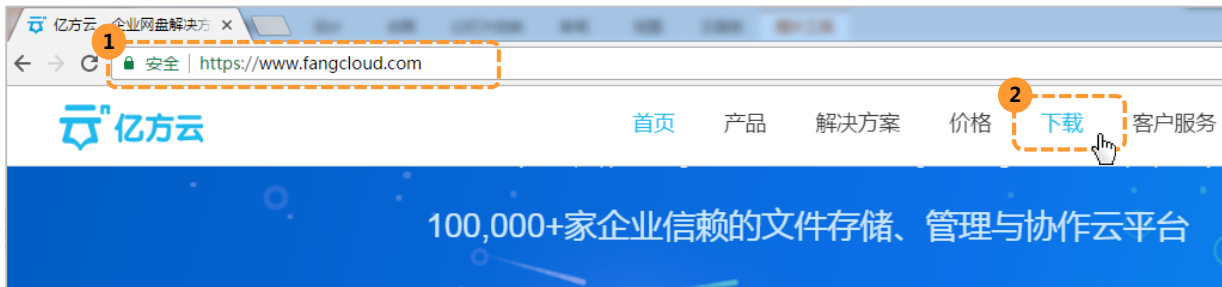 亿方云 - 企业网盘解决方
1
安全 | https://www.fangcloud.com
2
亿方云 首页 产品 解决方案 价格 下载 客户服务
100,000+家企业信赖的文件存储、管理与协作云平台